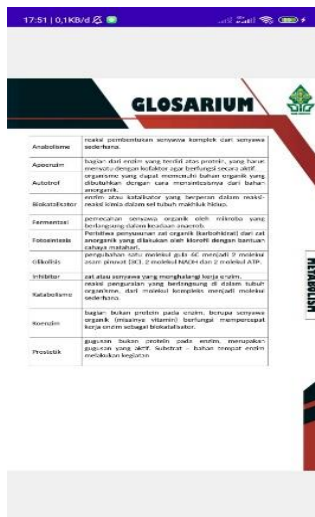 17:51 | 0,1KB/d
GLOSARIUM
Anabolisme
reaksi pembentukan senyawa komplek dari senyawa
sederhana.
Apoenzim
bagian dari enzim yang terdiri atas protein, yang harus
menyatu dengan kofaktor agar berfungsi secara aktif.
Autotrof
organisme yang dapat memenuhi bahan organik yang
dibutuhkan dengan cara mensintesisnya dari bahan
anorganik.
Biokatalisator
enzim atau katalisator yang berperan dalam reaksi-
reaksi kimia dalam sel tubuh makhluk hidup.
Fermentasi
pemecahan senyawa organik oleh mikroba yang
berlangsung dalam keadaan anaerob.
Fotosintesis
Peristiwa penyusunan zat organik (karbohidrat) dari zat
anorganik yang dilakukan oleh klorofil dengan bantuan
cahaya matahari.
Glikolisis
pengubahan satu molekul gula 6C menjadi 2 molekul
asam piruvat (3C), 2 molekul NADH dan 2 molekul ATP.
Inhibitor
zat atau senyawa yang menghalangi kerja enzim.
Katabolisme
reaksi penguraian yang berlangsung di dalam tubuh
organisme, dari molekul kompleks menjadi molekul
sederhana.
Koenzim
bagian bukan protein pada enzim, berupa senyawa
organik (misalnya vitamin) berfungsi mempercepat
kerja enzim sebagai biokatalisator.
Prostetik
gugusan bukan protein pada enzim, merupakan
gugusan yang aktif. Substrat – bahan tempat enzim
melakukan kegiatan